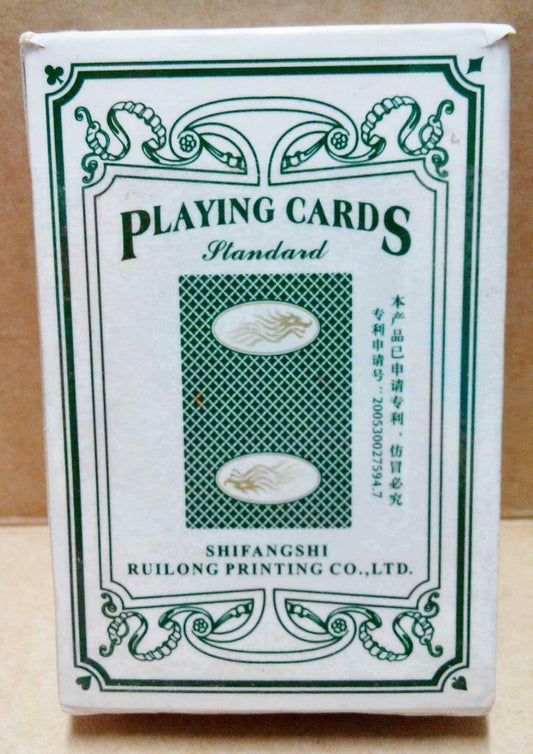 PLAYING CARDS
Standard
本产品已申请专利，仿冒必究
专利申请号：200530027594.7
SHIFANGSHI
RUILONG PRINTING CO.,LTD.